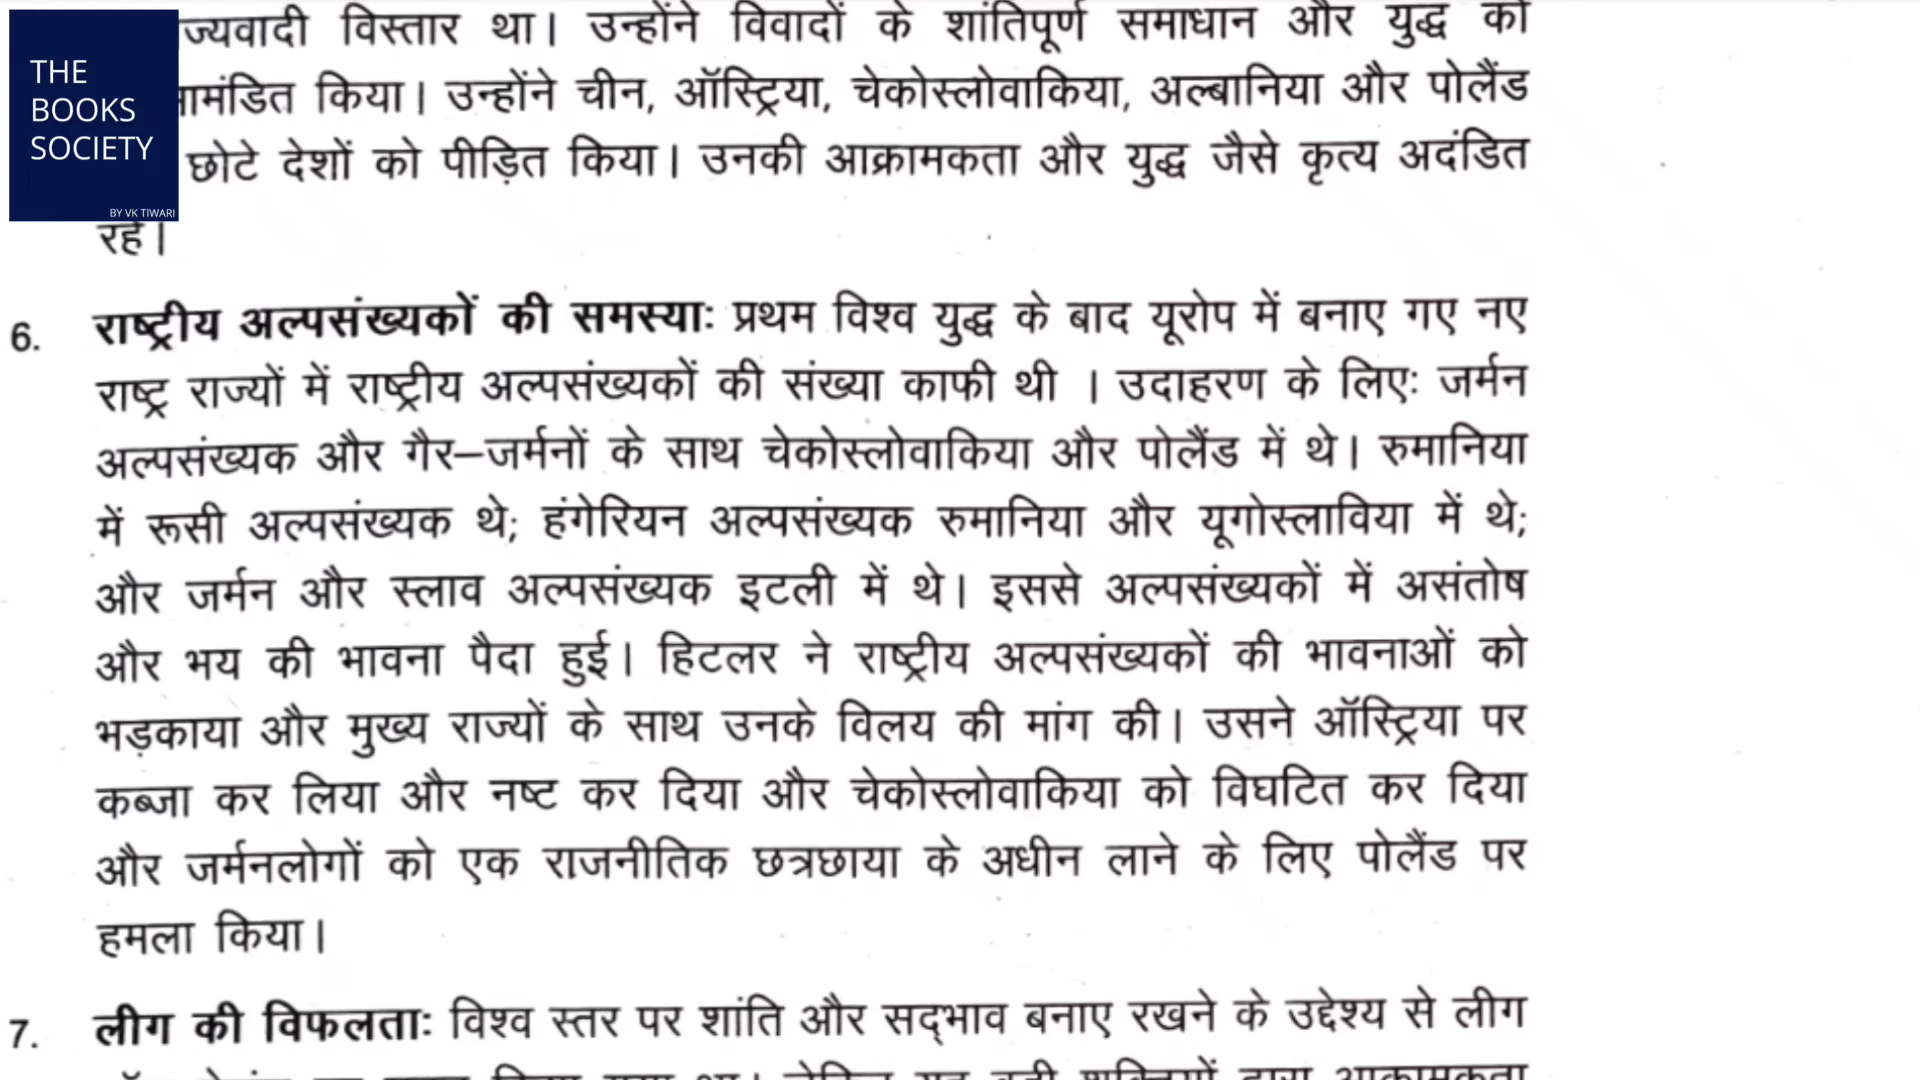 THE
BOOKS
SOCIETY
BY VK TIWARI
ज्यवादी विस्तार था। उन्होंने विवादों के शांतिपूर्ण समाधान और युद्ध को
मंडित किया। उन्होंने चीन, ऑस्ट्रिया, चेकोस्लोवाकिया, अल्बानिया और पोलैंड
छोटे देशों को पीड़ित किया। उनकी आक्रामकता और युद्ध जैसे कृत्य अदंडित
रहे।
6. राष्ट्रीय अल्पसंख्यकों की समस्याः प्रथम विश्व युद्ध के बाद यूरोप में बनाए गए नए
राष्ट्र राज्यों में राष्ट्रीय अल्पसंख्यकों की संख्या काफी थी । उदाहरण के लिएः जर्मन
अल्पसंख्यक और गैर–जर्मनों के साथ चेकोस्लोवाकिया और पोलैंड में थे। रुमानिया
में रूसी अल्पसंख्यक थे; हंगेरियन अल्पसंख्यक रुमानिया और यूगोस्लाविया में थे;
और जर्मन और स्लाव अल्पसंख्यक इटली में थे। इससे अल्पसंख्यकों में असंतोष
और भय की भावना पैदा हुई। हिटलर ने राष्ट्रीय अल्पसंख्यकों की भावनाओं को
भड़काया और मुख्य राज्यों के साथ उनके विलय की मांग की। उसने ऑस्ट्रिया पर
कब्जा कर लिया और नष्ट कर दिया और चेकोस्लोवाकिया को विघटित कर दिया
और जर्मनलोगों को एक राजनीतिक छत्रछाया के अधीन लाने के लिए पोलैंड पर
हमला किया।
7. लीग की विफलताः विश्व स्तर पर शांति और सद्‌भाव बनाए रखने के उद्देश्य से लीग